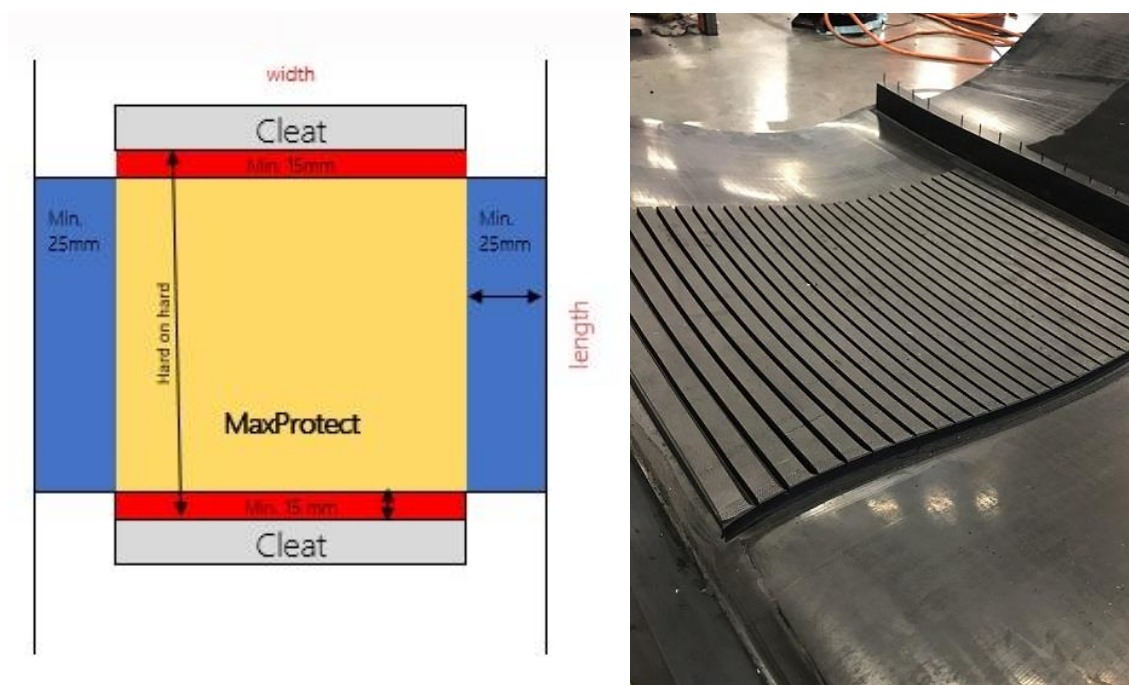 width
Cleat
Min. 15mm
Min.
25mm
Min.
25mm
Hard on hard
length
MaxProtect
Min. 15 mm
Cleat